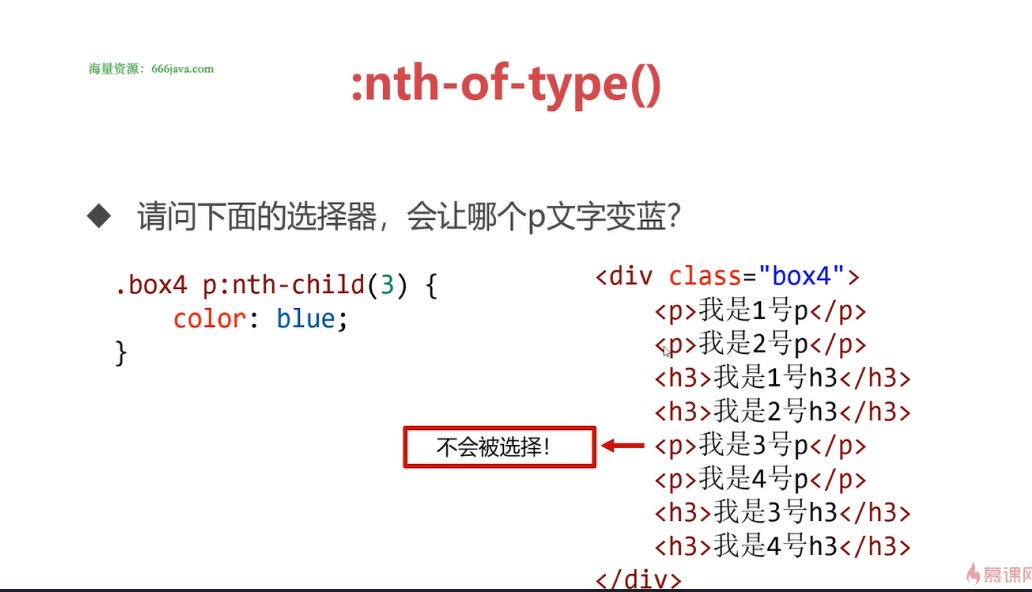 海量资源：666java.com
:nth-of-type()
◆ 请问下面的选择器，会让哪个p文字变蓝？
.box4 p:nth-child(3) {
color: blue;
}
<div class="box4">
<p>我是1号p</p>
<p>我是2号p</p>
<h3>我是1号h3</h3>
<h3>我是2号h3</h3>
<p>我是3号p</p>
<p>我是4号p</p>
<h3>我是3号h3</h3>
<h3>我是4号h3</h3>
</div>
不会被选择！
慕课网